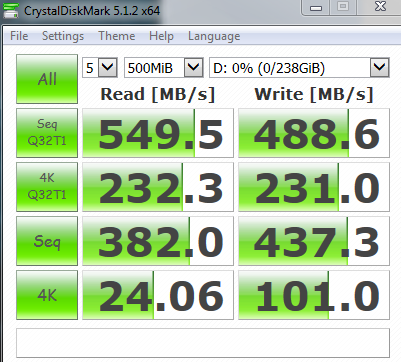 CrystalDiskMark 5.1.2 x64
File Settings Theme Help Language
All 5 500MiB D: 0% (0/238GiB)
Read [MB/s] Write [MB/s]
Seq Q32T1 549.5 488.6
4K Q32T1 232.3 231.0
Seq 382.0 437.3
4K 24.06 101.0